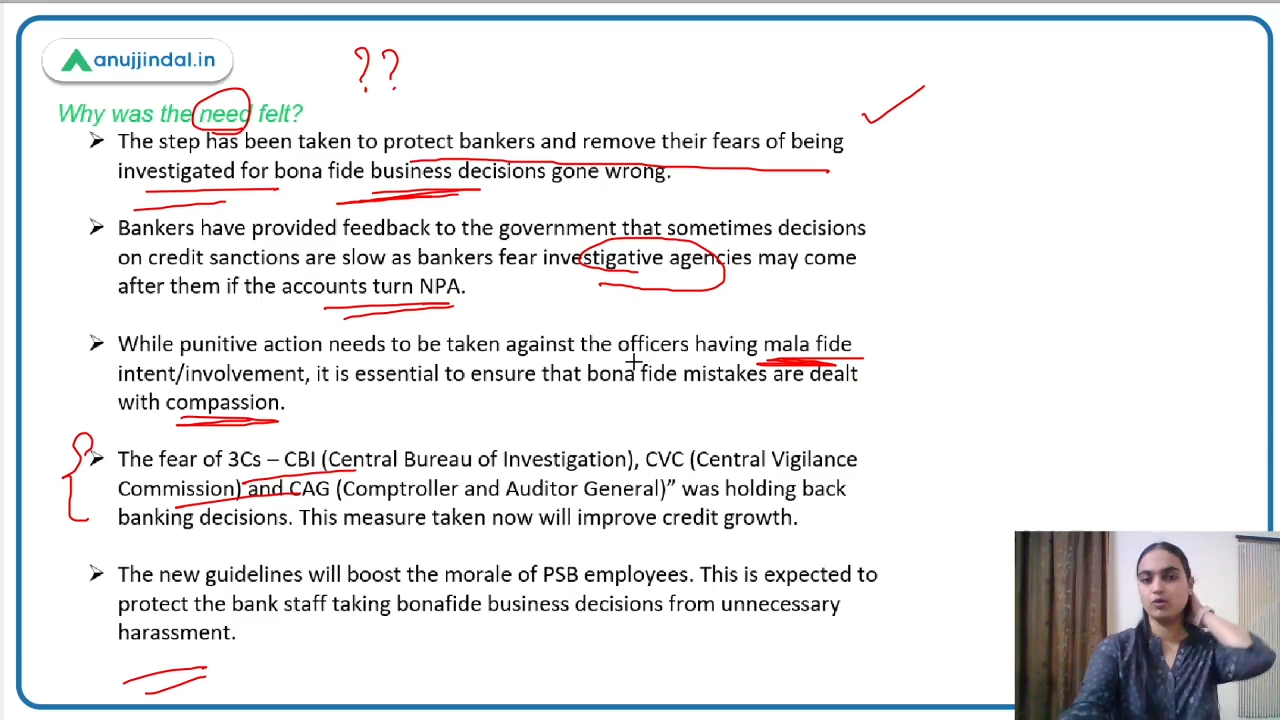 anujjindal.in
??
Why was the need felt?
➢ The step has been taken to protect bankers and remove their fears of being
investigated for bona fide business decisions gone wrong.
➢ Bankers have provided feedback to the government that sometimes decisions
on credit sanctions are slow as bankers fear investigative agencies may come
after them if the accounts turn NPA.
➢ While punitive action needs to be taken against the officers having mala fide
intent/involvement, it is essential to ensure that bona fide mistakes are dealt
with compassion.
➢ The fear of 3Cs – CBI (Central Bureau of Investigation), CVC (Central Vigilance
Commission) and CAG (Comptroller and Auditor General)” was holding back
banking decisions. This measure taken now will improve credit growth.
➢ The new guidelines will boost the morale of PSB employees. This is expected to
protect the bank staff taking bonafide business decisions from unnecessary
harassment.